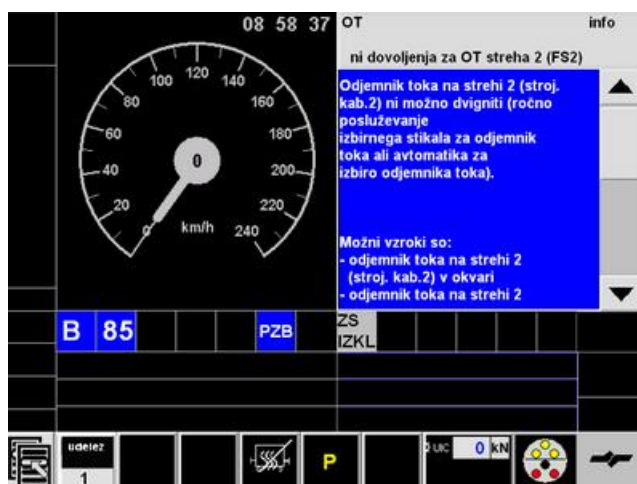 08 58 37
OT info
ni dovoljenja za OT streha 2 (FS2)
Odjemnik toka na strehi 2 (stroj.
kab.2) ni možno dvigniti (ročno
posluževanje
izbirnega stikala za odjemnik
toka ali avtomatika za
izbiro odjemnika toka).
Možni vzroki so:
- odjemnik toka na strehi 2
(stroj. kab.2) v okvari
- odjemnik toka na strehi 2
0
20
40
60
80
100
120
140
160
180
200
220
240
0
km/h
B 85 PZB ZS
IZKL
udelez
1
P
UIC 0 kN